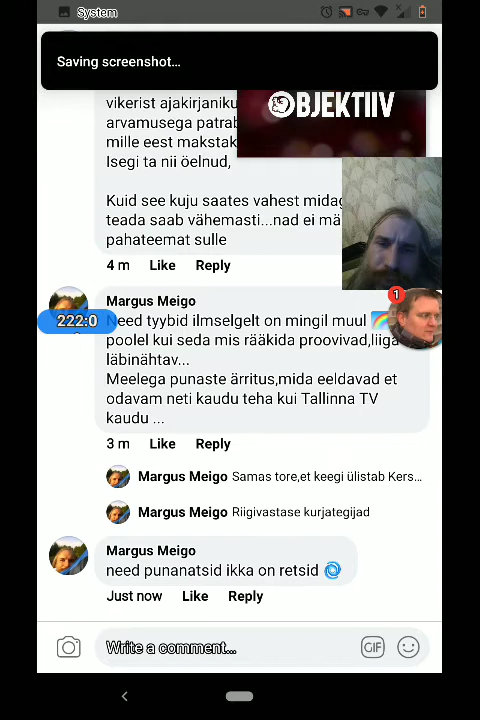 System
Saving screenshot...
BJEKTIIV
vikerist ajakirjaniku
arvamusega patrab
mille eest makstak
Isegi ta nii öelnud,
Kuid see kuju saates vahest midag
teada saab vähemasti...nad ei mä
pahateemat sulle
4 m Like Reply
Margus Meigo
222:0
Need tyybid ilmselgelt on mingil muul 🏳️‍🌈
poolel kui seda mis rääkida proovivad,liiga
läbinähtav...
Meelega punaste ärritus,mida eeldavad et
odavam neti kaudu teha kui Tallinna TV
kaudu ...
3 m Like Reply
Margus Meigo Samas tore,et keegi ülistab Kers...
Margus Meigo Riigivastase kurjategijad
Margus Meigo
need punanatsid ikka on retsid
Just now Like Reply
Write a comment...
GIF
1